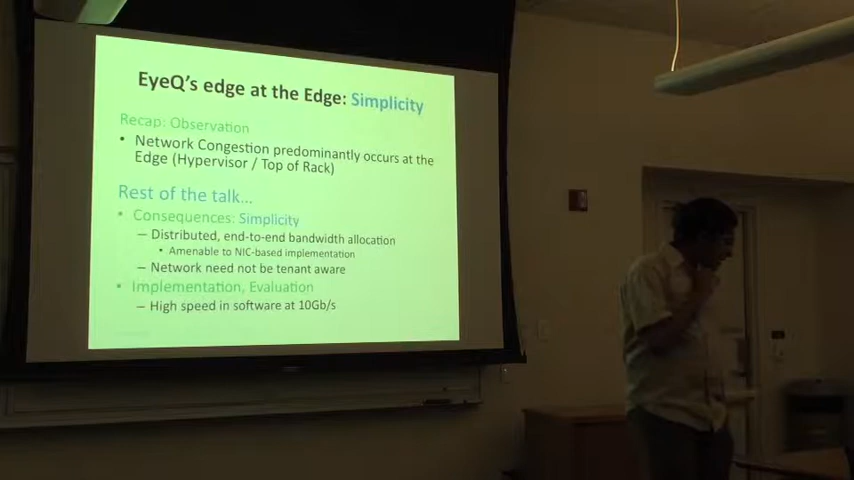 EyeQ's edge at the Edge: Simplicity
Recap: Observation
• Network Congestion predominantly occurs at the
Edge (Hypervisor / Top of Rack)
Rest of the talk...
• Consequences: Simplicity
– Distributed, end-to-end bandwidth allocation
• Amenable to NIC-based implementation
– Network need not be tenant aware
• Implementation, Evaluation
– High speed in software at 10Gb/s